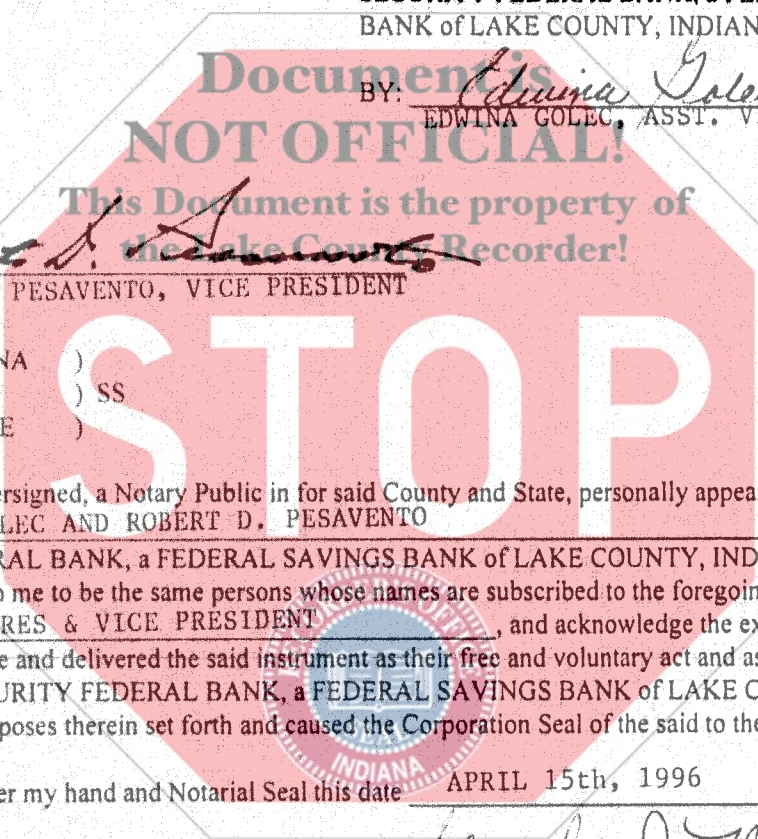 BANK of LAKE COUNTY, INDIAN
Document is
BY: Edwina Gole
EDWINA GOLEC, ASST. V
NOT OFFICIAL!
This Document is the property of
the Lake County Recorder!
D.
PESAVENTO, VICE PRESIDENT
STOP
NA )
) SS
E )
ersigned, a Notary Public in for said County and State, personally appea
LEC AND ROBERT D. PESAVENTO
RAL BANK, a FEDERAL SAVINGS BANK of LAKE COUNTY, IND
o me to be the same persons whose names are subscribed to the foregoin
RES & VICE PRESIDENT , and acknowledge the ex
e and delivered the said instrument as their free and voluntary act and as
URITY FEDERAL BANK, a FEDERAL SAVINGS BANK of LAKE C
poses therein set forth and caused the Corporation Seal of the said to the
RECORDER'S OFFICE
SEAL
INDIANA
er my hand and Notarial Seal this date APRIL 15th, 1996